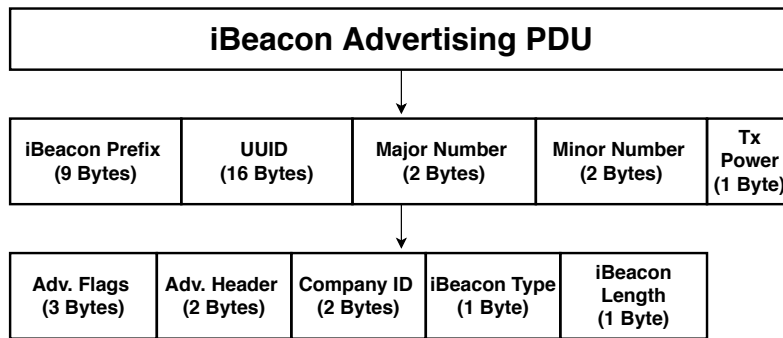 iBeacon Advertising PDU
iBeacon Prefix
(9 Bytes)
UUID
(16 Bytes)
Major Number
(2 Bytes)
Minor Number
(2 Bytes)
Tx
Power
(1 Byte)
Adv. Flags
(3 Bytes)
Adv. Header
(2 Bytes)
Company ID
(2 Bytes)
iBeacon Type
(1 Byte)
iBeacon
Length
(1 Byte)